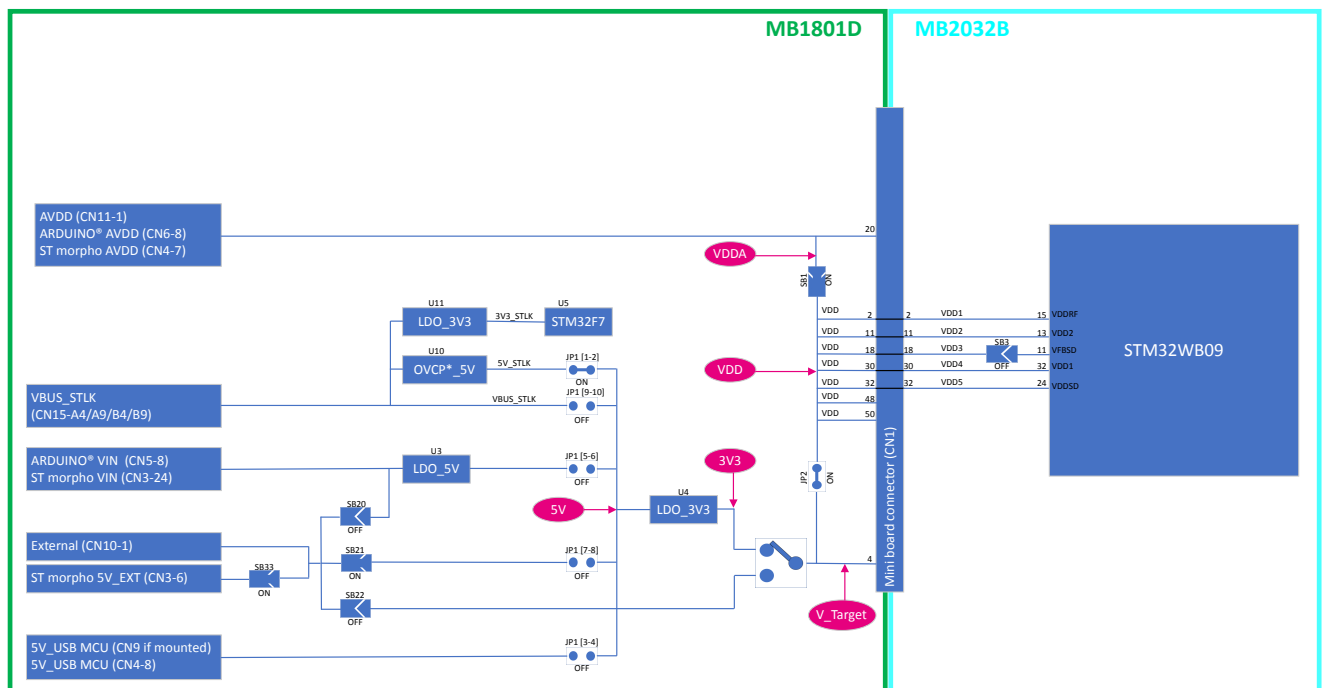 MB1801D
MB2032B
AVDD (CN11-1)
ARDUINO® AVDD (CN6-8)
ST morpho AVDD (CN4-7)
20
VDDA
SB1
ON
U11
LDO_3V3
3V3_STLK
U5
STM32F7
U10
OVCP*_5V
5V_STLK
JP1 [1-2]
ON
VBUS_STLK
(CN15-A4/A9/B4/B9)
VBUS_STLK
JP1 [9-10]
OFF
VDD
2
2
VDD1
15
VDDRF
VDD
11
11
VDD2
13
VDD2
VDD
18
18
VDD3
SB3
OFF
11
VFBSD
VDD
VDD
30
30
VDD4
32
VDD1
VDD
32
32
VDD5
24
VDDSD
VDD
48
VDD
50
STM32WB09
ARDUINO® VIN (CN5-8)
ST morpho VIN (CN3-24)
U3
LDO_5V
JP1 [5-6]
OFF
3V3
JP2
ON
SB20
OFF
5V
U4
LDO_3V3
External (CN10-1)
ST morpho 5V_EXT (CN3-6)
SB33
ON
SB21
ON
JP1 [7-8]
OFF
SB22
OFF
4
V_Target
Mini board connector (CN1)
5V_USB MCU (CN9 if mounted)
5V_USB MCU (CN4-8)
JP1 [3-4]
OFF